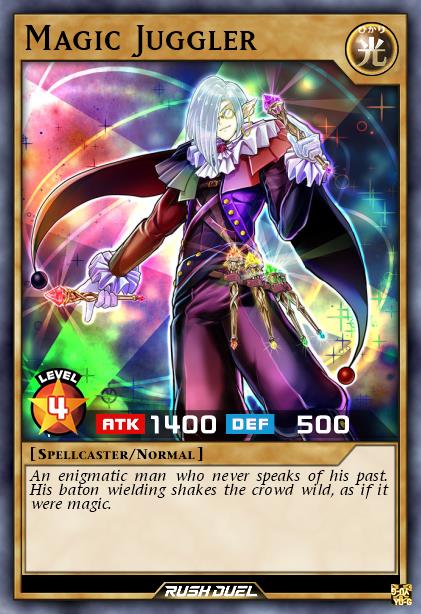 Magic Juggler
ひかり
光
LEVEL
4
ATK 1400 DEF 500
[Spellcaster/Normal]
An enigmatic man who never speaks of his past.
His baton wielding shakes the crowd wild, as if it
were magic.
RUSH DUEL